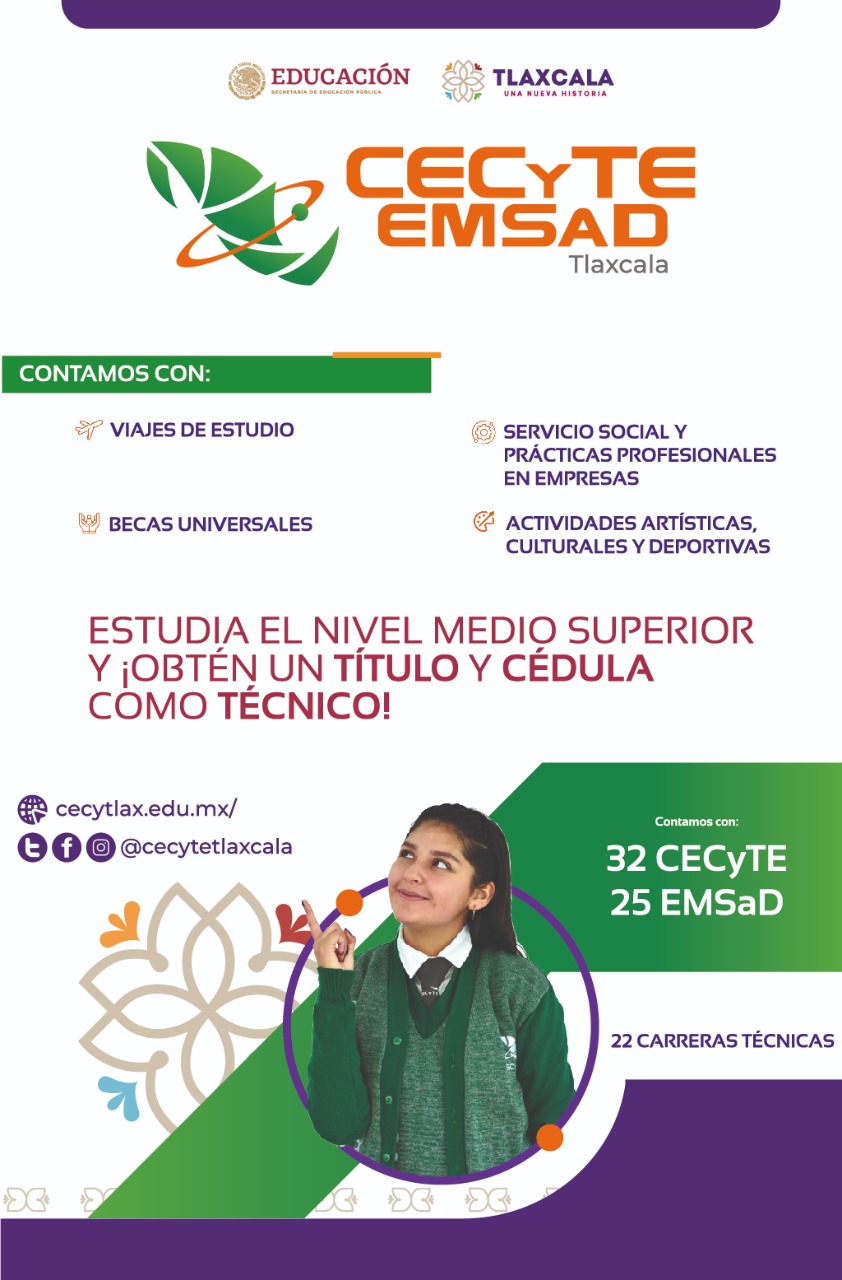 EDUCACIÓN
SECRETARÍA DE EDUCACIÓN PÚBLICA
TLAXCALA
UNA NUEVA HISTORIA
CECyTE
EMSAD
Tlaxcala
CONTAMOS CON:
VIAJES DE ESTUDIO
SERVICIO SOCIAL Y
PRÁCTICAS PROFESIONALES
EN EMPRESAS
BECAS UNIVERSALES
ACTIVIDADES ARTÍSTICAS,
CULTURALES Y DEPORTIVAS
ESTUDIA EL NIVEL MEDIO SUPERIOR
Y ¡OBTÉN UN TÍTULO Y CÉDULA
COMO TÉCNICO!
cecytlax.edu.mx/
@cecytetlaxcala
Contamos con:
32 CECyTE
25 EMSaD
22 CARRERAS TÉCNICAS